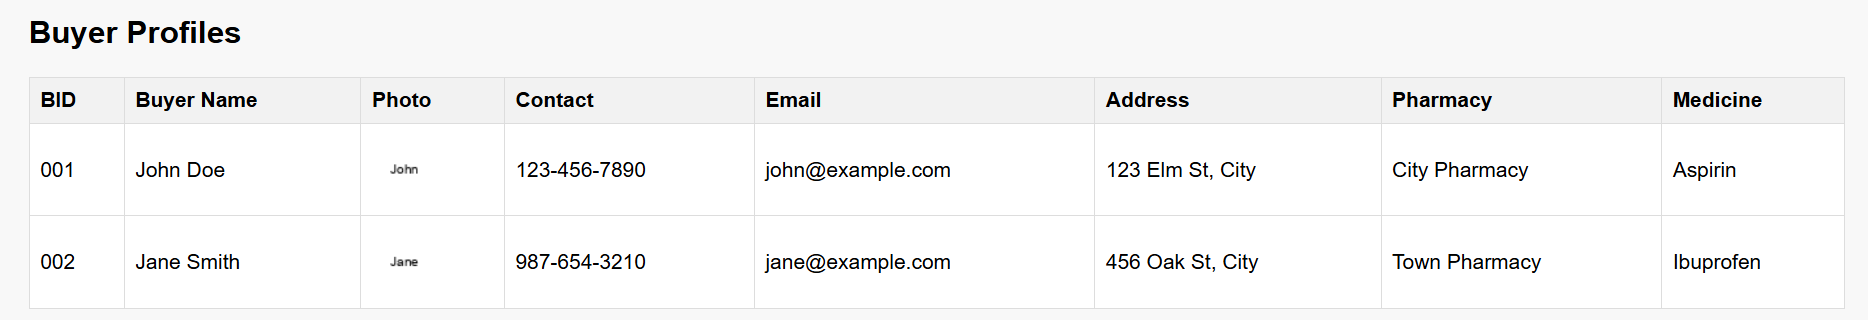 Buyer Profiles
BID Buyer Name Photo Contact Email Address Pharmacy Medicine
001 John Doe John 123-456-7890 john@example.com 123 Elm St, City City Pharmacy Aspirin
002 Jane Smith Jane 987-654-3210 jane@example.com 456 Oak St, City Town Pharmacy Ibuprofen